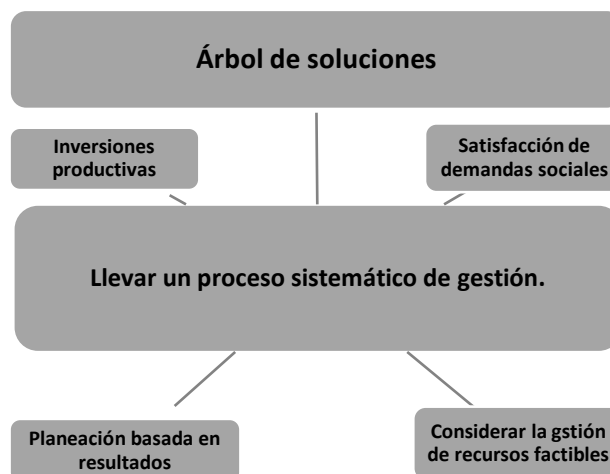 Árbol de soluciones
Inversiones
productivas
Satisfacción de
demandas sociales
Llevar un proceso sistemático de gestión.
Planeación basada en
resultados
Considerar la gstión
de recursos factibles